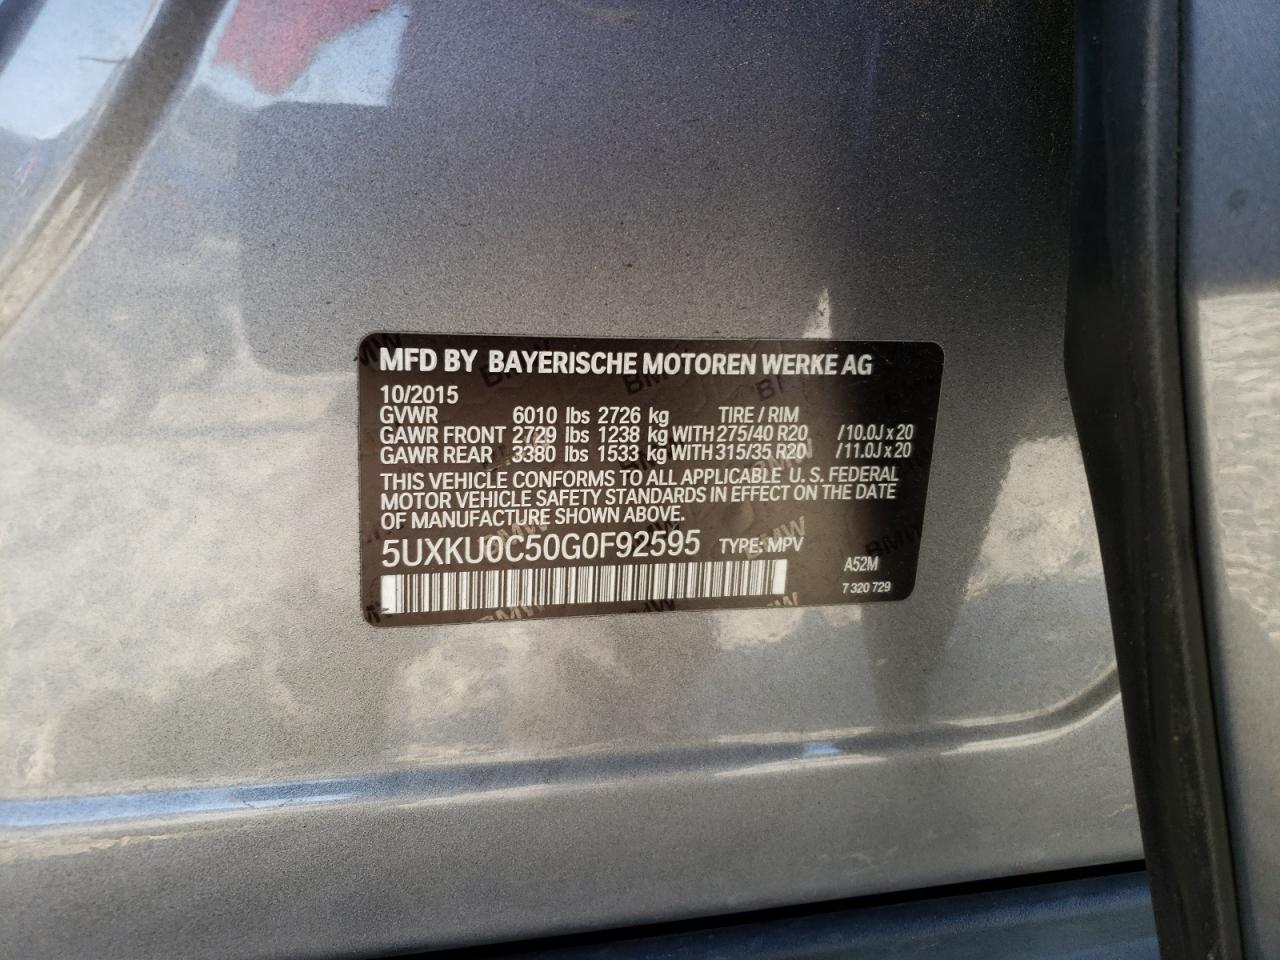 MFD BY BAYERISCHE MOTOREN WERKE AG
10/2015
GVWR 6010 lbs 2726 kg TIRE / RIM
GAWR FRONT 2729 lbs 1238 kg WITH 275/40 R20 / 10.0J x 20
GAWR REAR 3380 lbs 1533 kg WITH 315/35 R20 / 11.0J x 20
THIS VEHICLE CONFORMS TO ALL APPLICABLE U. S. FEDERAL
MOTOR VEHICLE SAFETY STANDARDS IN EFFECT ON THE DATE
OF MANUFACTURE SHOWN ABOVE.
5UXKU0C50G0F92595 TYPE: MPV
A52M
7 320 729